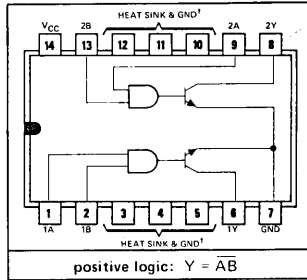 HEAT SINK & GND†
VCC 2B 2A 2Y
14 13 12 11 10 9 8
1 2 3 4 5 6 7
1A 1B 1Y GND
HEAT SINK & GND†
positive logic: Y = A̅B̅